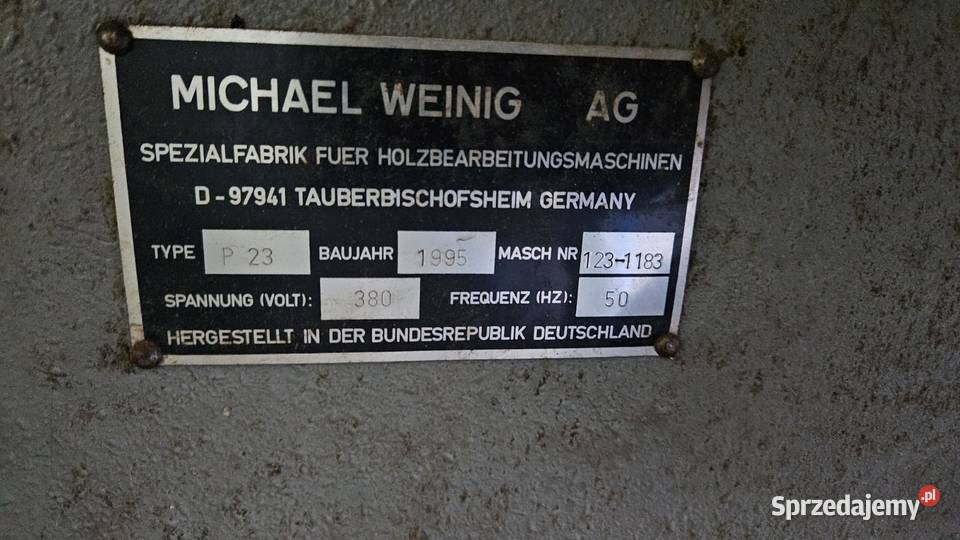 MICHAEL WEINIG AG
SPEZIALFABRIK FUER HOLZBEARBEITUNGSMASCHINEN
D-97941 TAUBERBISCHOFSHEIM GERMANY
TYPE P 23 BAUJAHR 1995 MASCH NR 123-1183
SPANNUNG (VOLT): 380 FREQUENZ (HZ): 50
HERGESTELLT IN DER BUNDESREPUBLIK DEUTSCHLAND
Sprzedajemy.pl